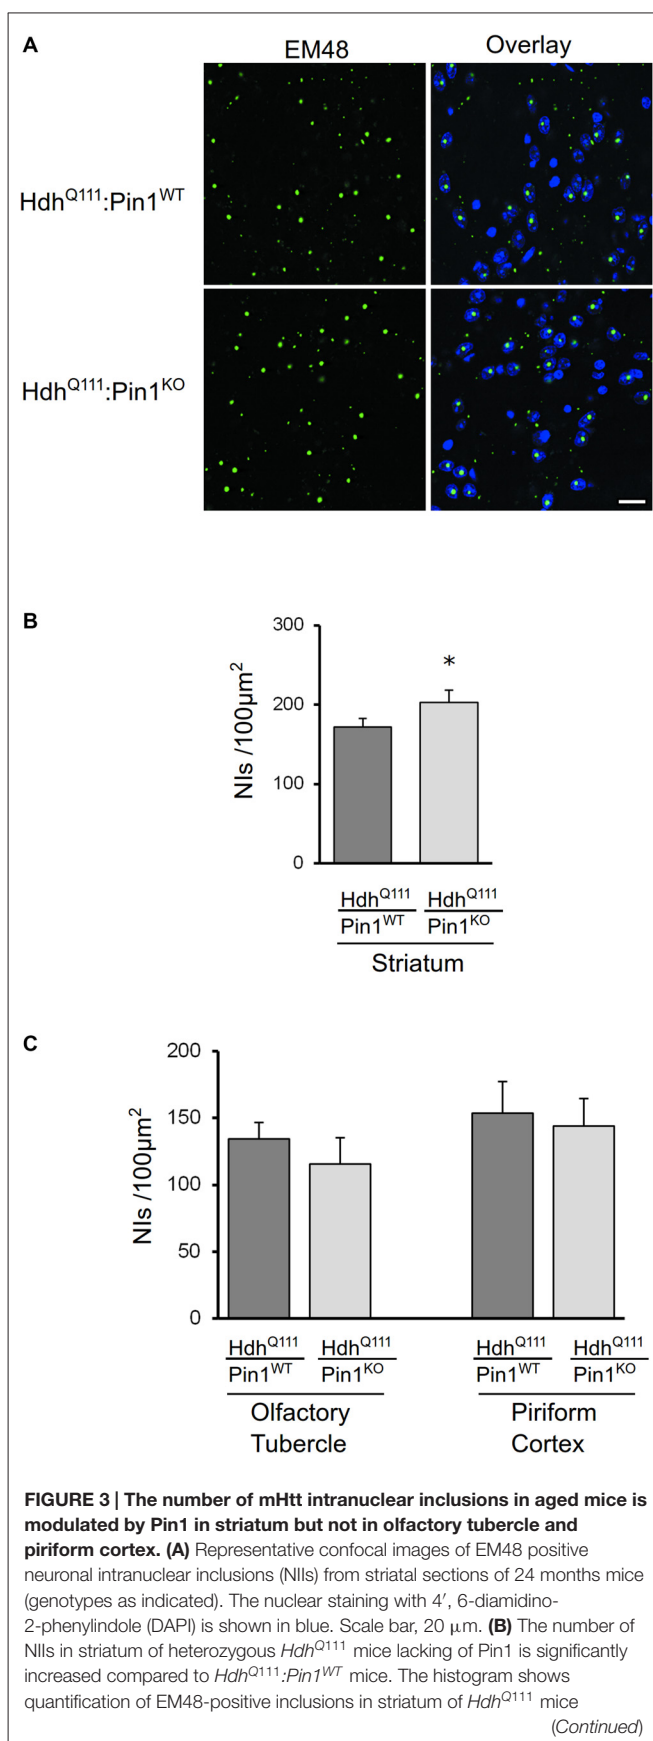 A
EM48
Overlay
Hdh^Q111:Pin1^WT
Hdh^Q111:Pin1^KO
B
300
200
100
0
NIs /100µm²
*
Hdh^Q111
Pin1^WT
Hdh^Q111
Pin1^KO
Striatum
C
200
150
100
50
0
NIs /100µm²
Hdh^Q111
Pin1^WT
Hdh^Q111
Pin1^KO
Olfactory
Tubercle
Hdh^Q111
Pin1^WT
Hdh^Q111
Pin1^KO
Piriform
Cortex
FIGURE 3 | The number of mHtt intranuclear inclusions in aged mice is
modulated by Pin1 in striatum but not in olfactory tubercle and
piriform cortex. (A) Representative confocal images of EM48 positive
neuronal intranuclear inclusions (NIIs) from striatal sections of 24 months mice
(genotypes as indicated). The nuclear staining with 4′, 6-diamidino-
2-phenylindole (DAPI) is shown in blue. Scale bar, 20 µm. (B) The number of
NIIs in striatum of heterozygous Hdh^Q111 mice lacking of Pin1 is significantly
increased compared to Hdh^Q111:Pin1^WT mice. The histogram shows
quantification of EM48-positive inclusions in striatum of Hdh^Q111 mice
(Continued)